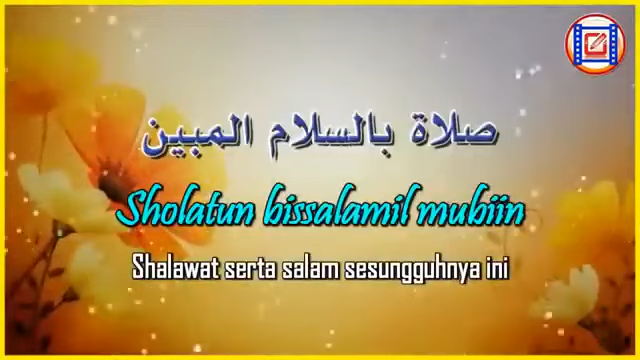 صلاة بالسلام المبين
Sholatun bissalamil mubiin
Shalawat serta salam sesungguhnya ini